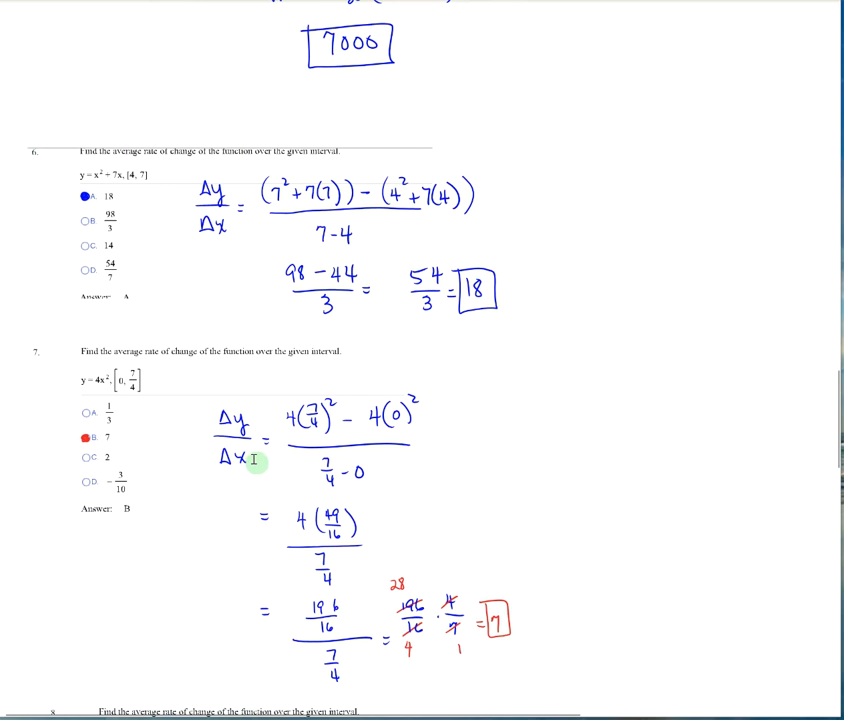 7000
6. Find the average rate of change of the function over the given interval.
y = x² + 7x, [4, 7]
A. 18
B. 98/3
C. 14
D. 54/7
Answer: A
Δy/Δx = (7²+7(7)) - (4²+7(4)) / 7-4
98 - 44 / 3 = 54/3 = 18
7. Find the average rate of change of the function over the given interval.
y = 4x², [0, 7/4]
A. 1/3
B. 7
C. 2
D. - 3/10
Answer: B
Δy/Δx = 4(7/4)² - 4(0)² / 7/4 - 0
= 4(49/16) / 7/4
= 196/16 / 7/4 = 196/16 · 4/7 = 7
28
4 1
8 Find the average rate of change of the function over the given interval.